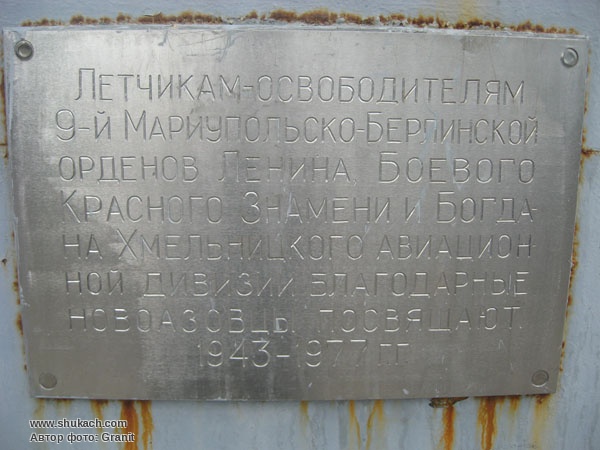 Летчикам-освободителям
9-й Мариупольско-Берлинской
орденов Ленина, Боевого
Красного Знамени и Богда-
на Хмельницкого авиацион-
ной дивизии благодарные
новоазовцы посвящают.
1943-1977 г.г.
www.shukach.com
Автор фото: Granit